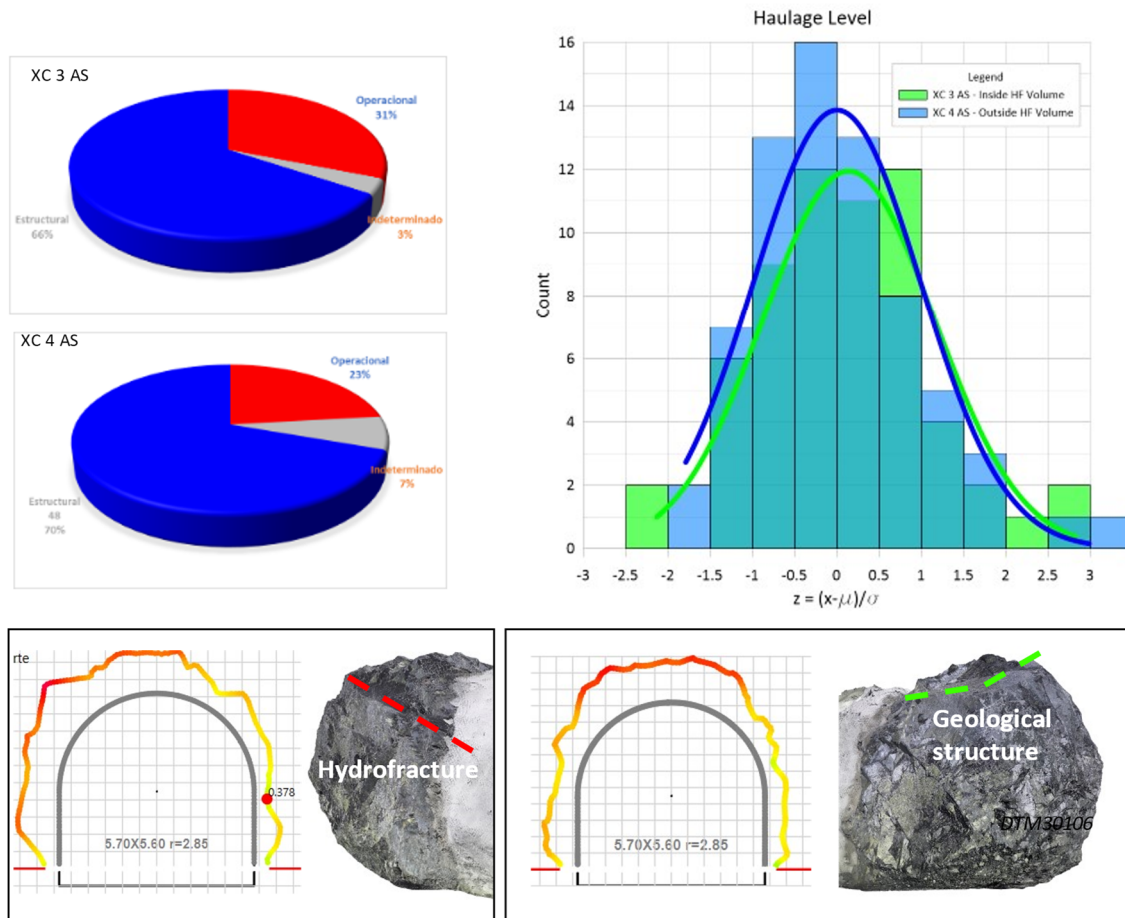 XC 3 AS
Operacional
31%
Indeterminado
3%
Estructural
66%
XC 4 AS
Operacional
23%
Indeterminado
7%
Estructural
48
70%
Haulage Level
Legend
XC 3 AS - Inside HF Volume
XC 4 AS - Outside HF Volume
Count
16
14
12
10
8
6
4
2
0
-3 -2.5 -2 -1.5 -1 -0.5 0 0.5 1 1.5 2 2.5 3
z = (x-μ)/σ
rte
0.378
5.70X5.60 r=2.85
Hydrofracture
5.70X5.60 r=2.85
Geological
structure
DTM30106